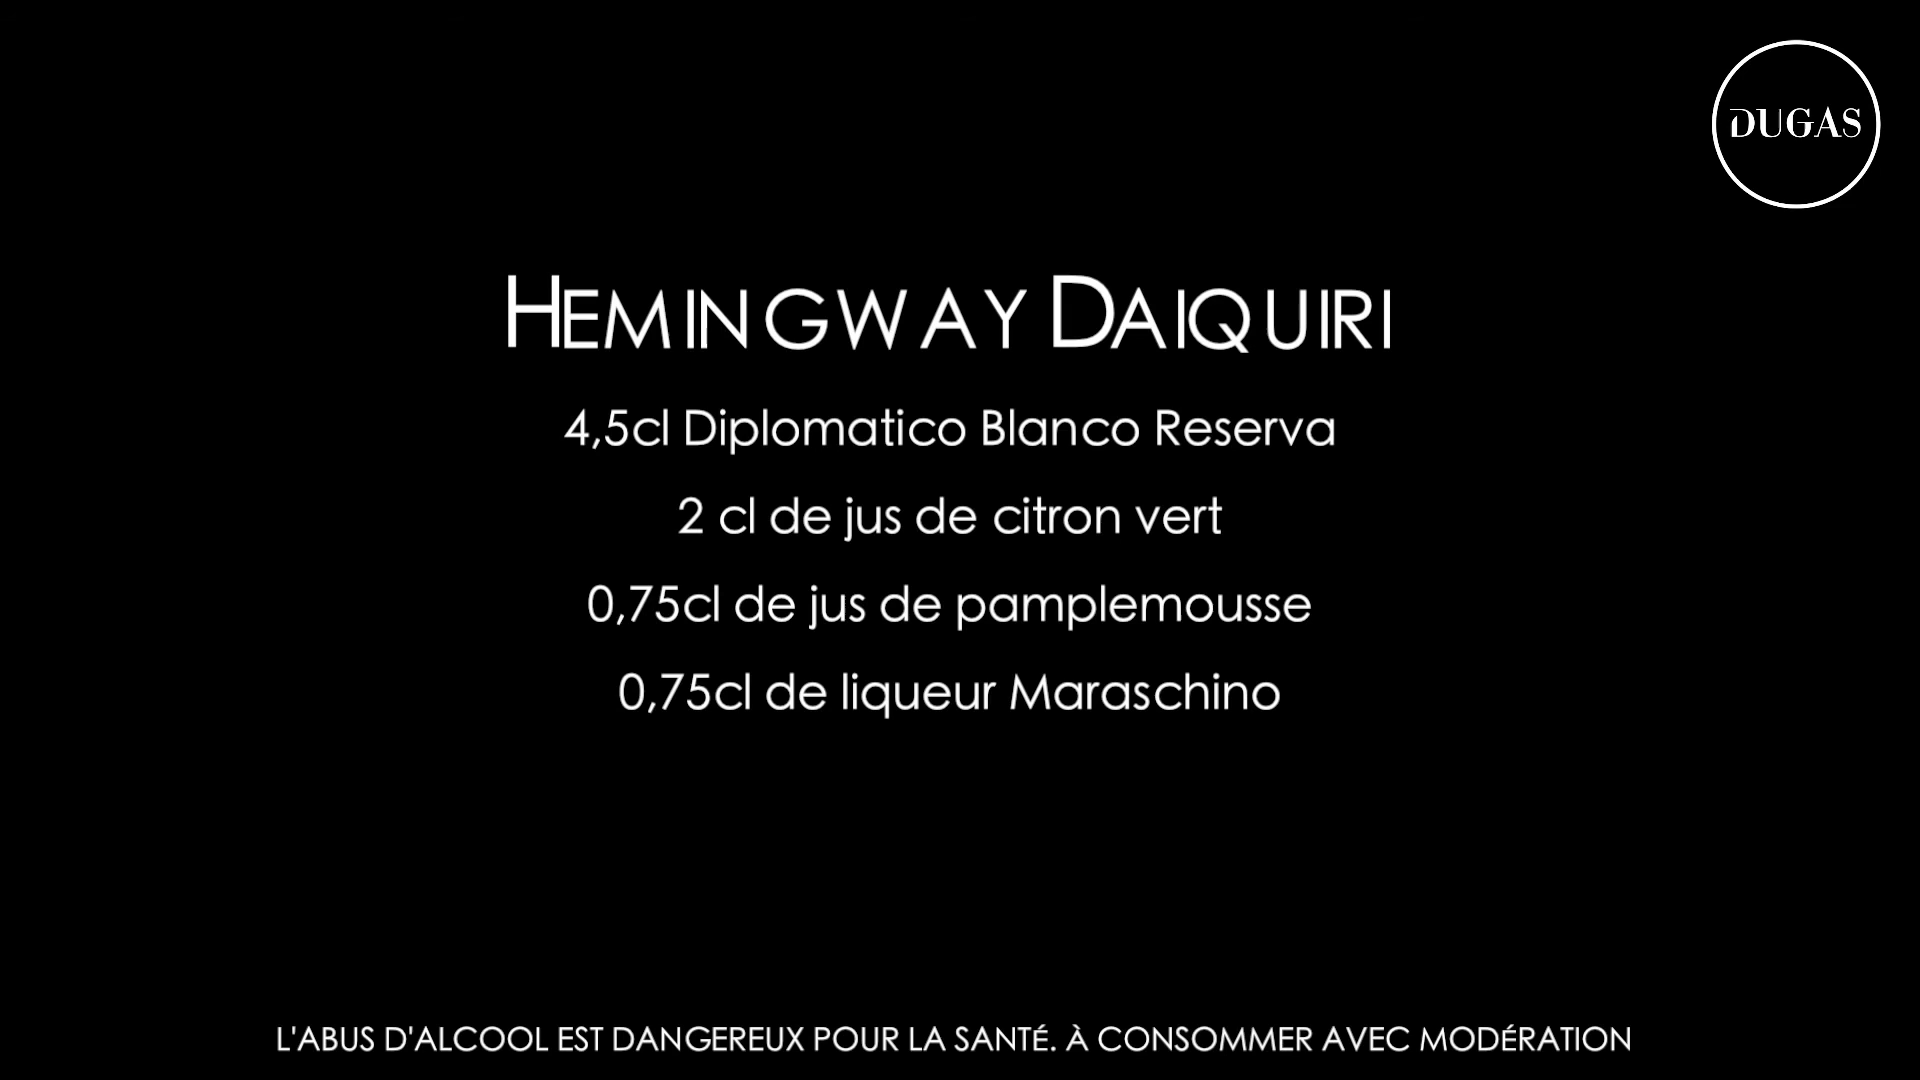 DUGAS
HEMINGWAY DAIQUIRI
4,5cl Diplomatico Blanco Reserva
2 cl de jus de citron vert
0,75cl de jus de pamplemousse
0,75cl de liqueur Maraschino
L'ABUS D'ALCOOL EST DANGEREUX POUR LA SANTÉ. À CONSOMMER AVEC MODÉRATION